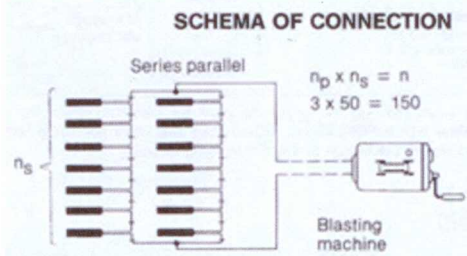 SCHEMA OF CONNECTION
Series parallel
np x ns = n
3 x 50 = 150
ns
Blasting
machine